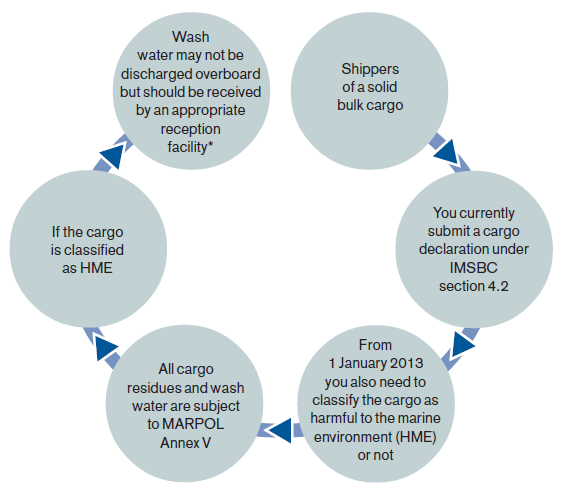 Shippers
of a solid
bulk cargo
You currently
submit a cargo
declaration under
IMSBC
section 4.2
From
1 January 2013
you also need to
classify the cargo as
harmful to the marine
environment (HME)
or not
All cargo
residues and wash
water are subject
to MARPOL
Annex V
If the cargo
is classified
as HME
Wash
water may not be
discharged overboard
but should be received
by an appropriate
reception
facility*